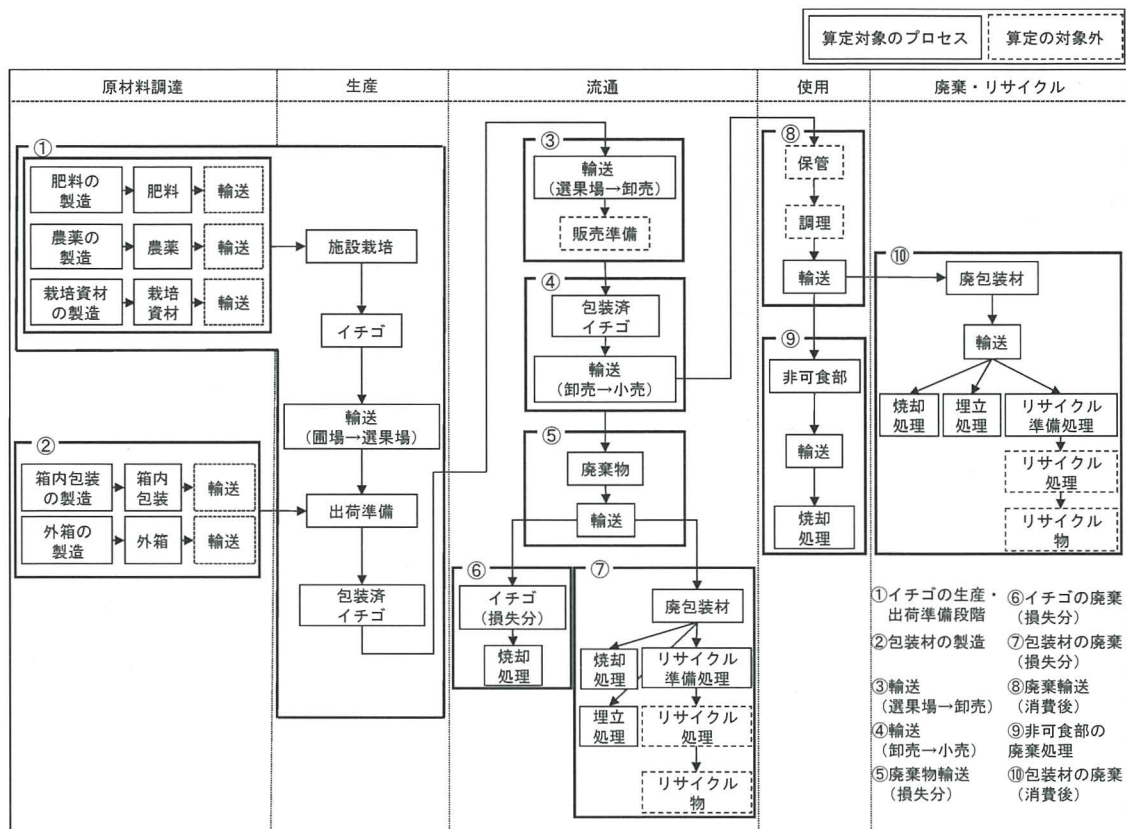 算定対象のプロセス
算定の対象外
原材料調達
生産
流通
使用
廃棄・リサイクル
①
肥料の
製造
肥料
輸送
農薬の
製造
農薬
輸送
栽培資材
の製造
栽培
資材
輸送
②
箱内包装
の製造
箱内
包装
輸送
外箱の
製造
外箱
輸送
施設栽培
イチゴ
輸送
(圃場→選果場)
出荷準備
包装済
イチゴ
③
輸送
(選果場→卸売)
販売準備
④
包装済
イチゴ
輸送
(卸売→小売)
⑤
廃棄物
輸送
⑥
イチゴ
(損失分)
焼却
処理
⑦
廃包装材
焼却
処理
リサイクル
準備処理
埋立
処理
リサイクル
処理
リサイクル
物
⑧
保管
調理
輸送
⑨
非可食部
輸送
焼却
処理
⑩
廃包装材
輸送
焼却
処理
埋立
処理
リサイクル
準備処理
リサイクル
処理
リサイクル
物
①イチゴの生産・
出荷準備段階
②包装材の製造
③輸送
(選果場→卸売)
④輸送
(卸売→小売)
⑤廃棄物輸送
(損失分)
⑥イチゴの廃棄
(損失分)
⑦包装材の廃棄
(損失分)
⑧廃棄輸送
(消費後)
⑨非可食部の
廃棄処理
⑩包装材の廃棄
(消費後)